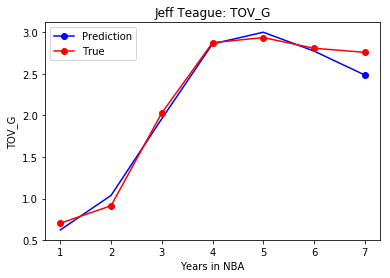 Jeff Teague: TOV_G
Prediction
True
TOV_G
3.0
2.5
2.0
1.5
1.0
0.5
1 2 3 4 5 6 7
Years in NBA